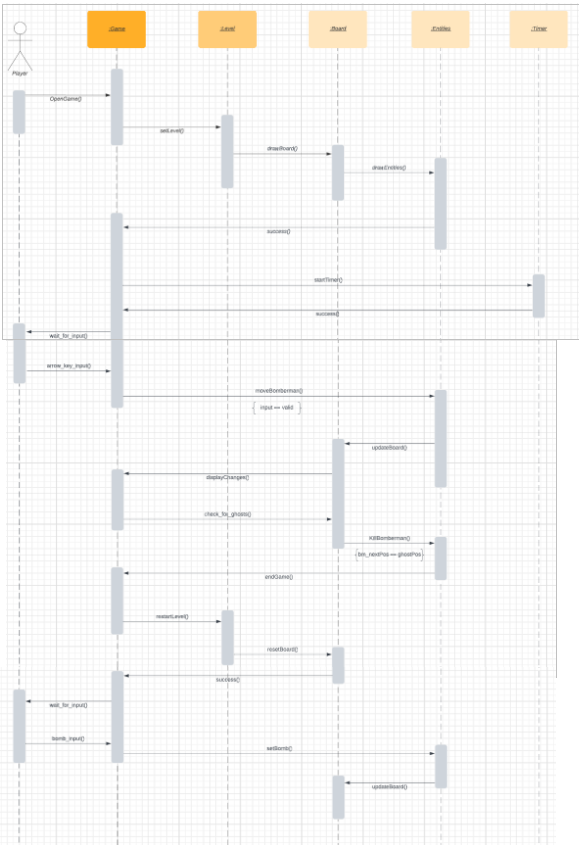 :Game
:Level
:Board
:Entities
:Timer
Player
OpenGame()
setLevel()
drawBoard()
drawEntities()
success()
startTimer()
success()
wait_for_input()
arrow_key_input()
moveBomberman()
{ input == valid }
updateBoard()
displayChanges()
check_for_ghosts()
KillBomberman()
{bm_nextPos == ghostPos}
endGame()
restartLevel()
resetBoard()
success()
wait_for_input()
bomb_input()
setBomb()
updateBoard()